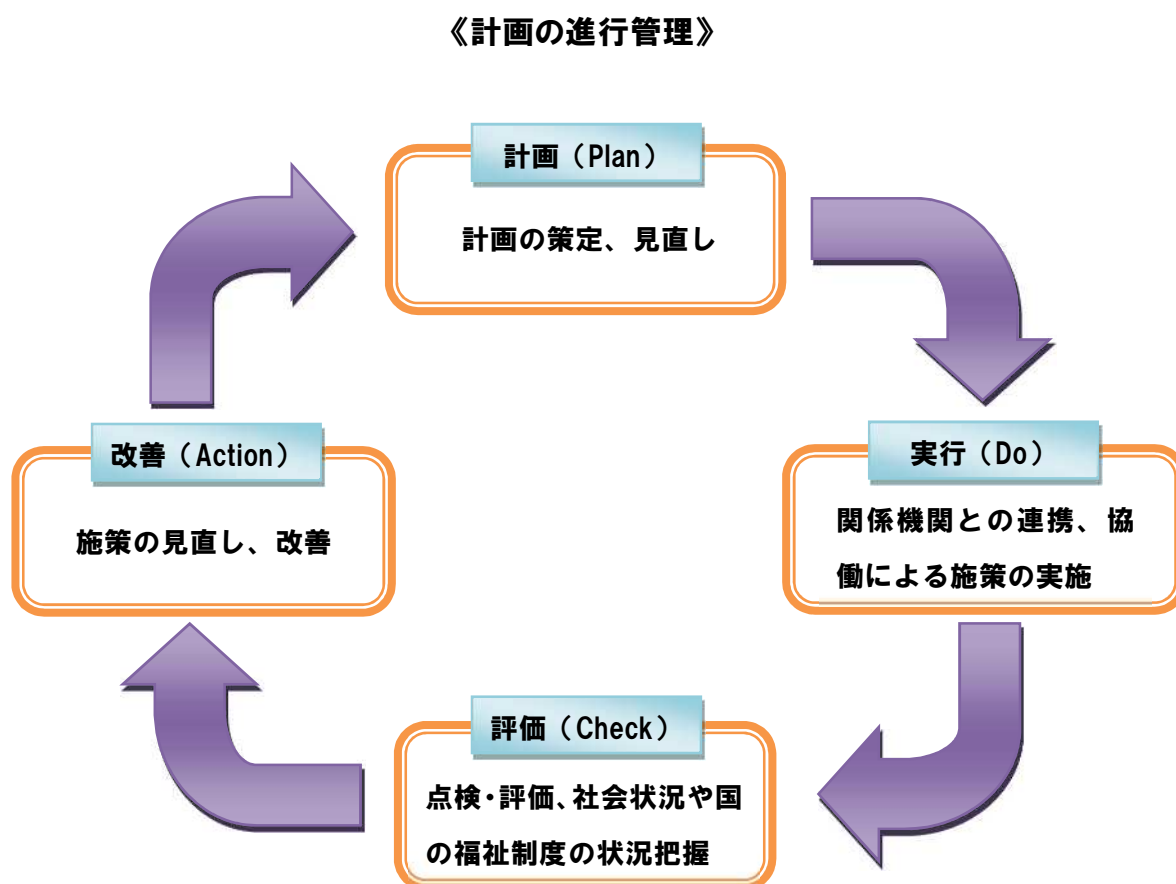 《計画の進行管理》
計画（Plan）
計画の策定、見直し
改善（Action）
施策の見直し、改善
実行（Do）
関係機関との連携、協
働による施策の実施
評価（Check）
点検・評価、社会状況や国
の福祉制度の状況把握